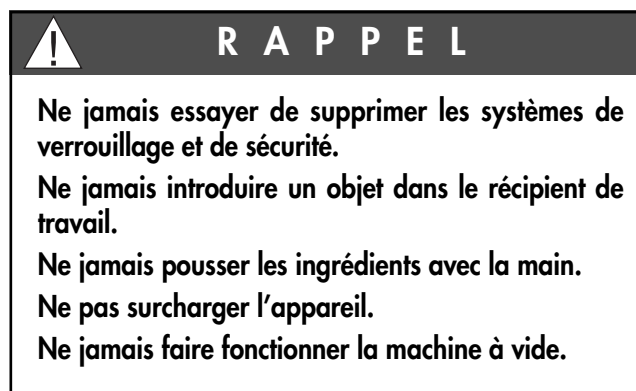 RAPPEL
Ne jamais essayer de supprimer les systèmes de
verrouillage et de sécurité.
Ne jamais introduire un objet dans le récipient de
travail.
Ne jamais pousser les ingrédients avec la main.
Ne pas surcharger l'appareil.
Ne jamais faire fonctionner la machine à vide.